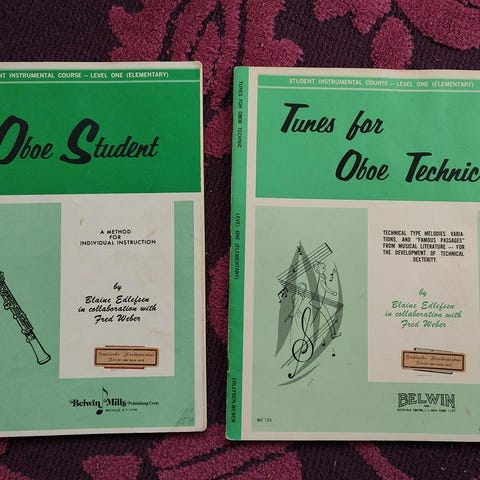 DENT INSTRUMENTAL COURSE – LEVEL ONE (ELEMENTARY)
Oboe Student
A METHOD
FOR
INDIVIDUAL INSTRUCTION
by
Blaine Edlefsen
in collaboration with
Fred Weber
Belwin Mills Publishing Corp.
TUNES FOR OBOE TECHNIC
LEVEL ONE (ELEMENTARY)
EDLEFSEN-WEBER
STUDENT INSTRUMENTAL COURSE – LEVEL ONE (ELEMENTARY)
Tunes for
Oboe Technic
TECHNICAL TYPE MELODIES, VARIA-
TIONS, AND "FAMOUS PASSAGES"
FROM MUSICAL LITERATURE – FOR
THE DEVELOPMENT OF TECHNICAL
DEXTERITY.
by
Blaine Edlefsen
in collaboration with
Fred Weber
BELWIN